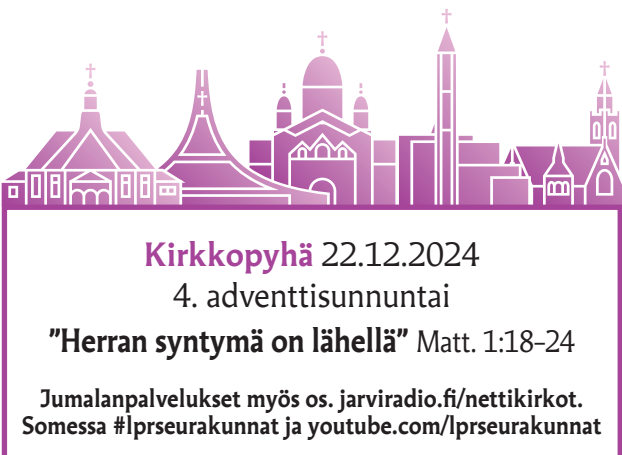 Kirkkopyhä 22.12.2024
4. adventtisunnuntai
”Herran syntymä on lähellä” Matt. 1:18–24
Jumalanpalvelukset myös os. jarviradio.fi/nettikirkot.
Somessa #lprseurakunnat ja youtube.com/lprseurakunnat